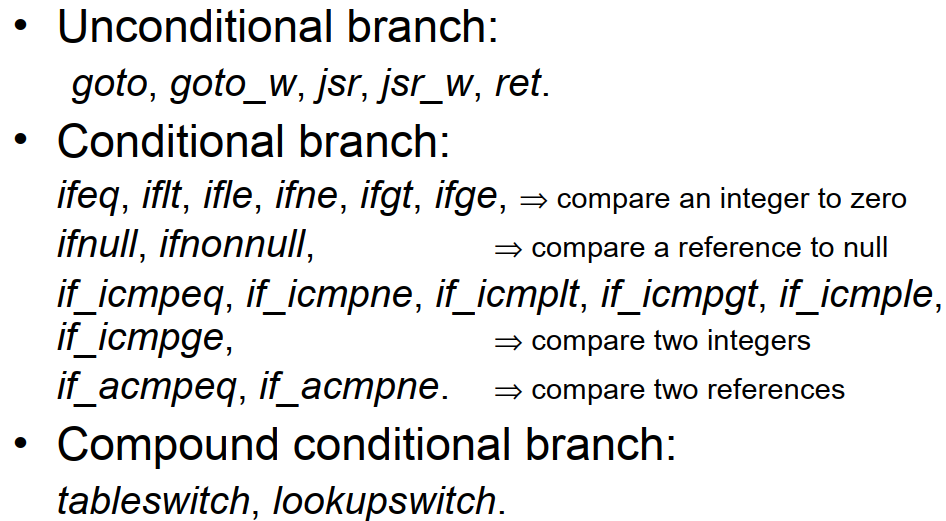 • Unconditional branch:
goto, goto_w, jsr, jsr_w, ret.
• Conditional branch:
ifeq, iflt, ifle, ifne, ifgt, ifge, ⇒ compare an integer to zero
ifnull, ifnonnull, ⇒ compare a reference to null
if_icmpeq, if_icmpne, if_icmplt, if_icmpgt, if_icmple,
if_icmpge, ⇒ compare two integers
if_acmpeq, if_acmpne. ⇒ compare two references
• Compound conditional branch:
tableswitch, lookupswitch.